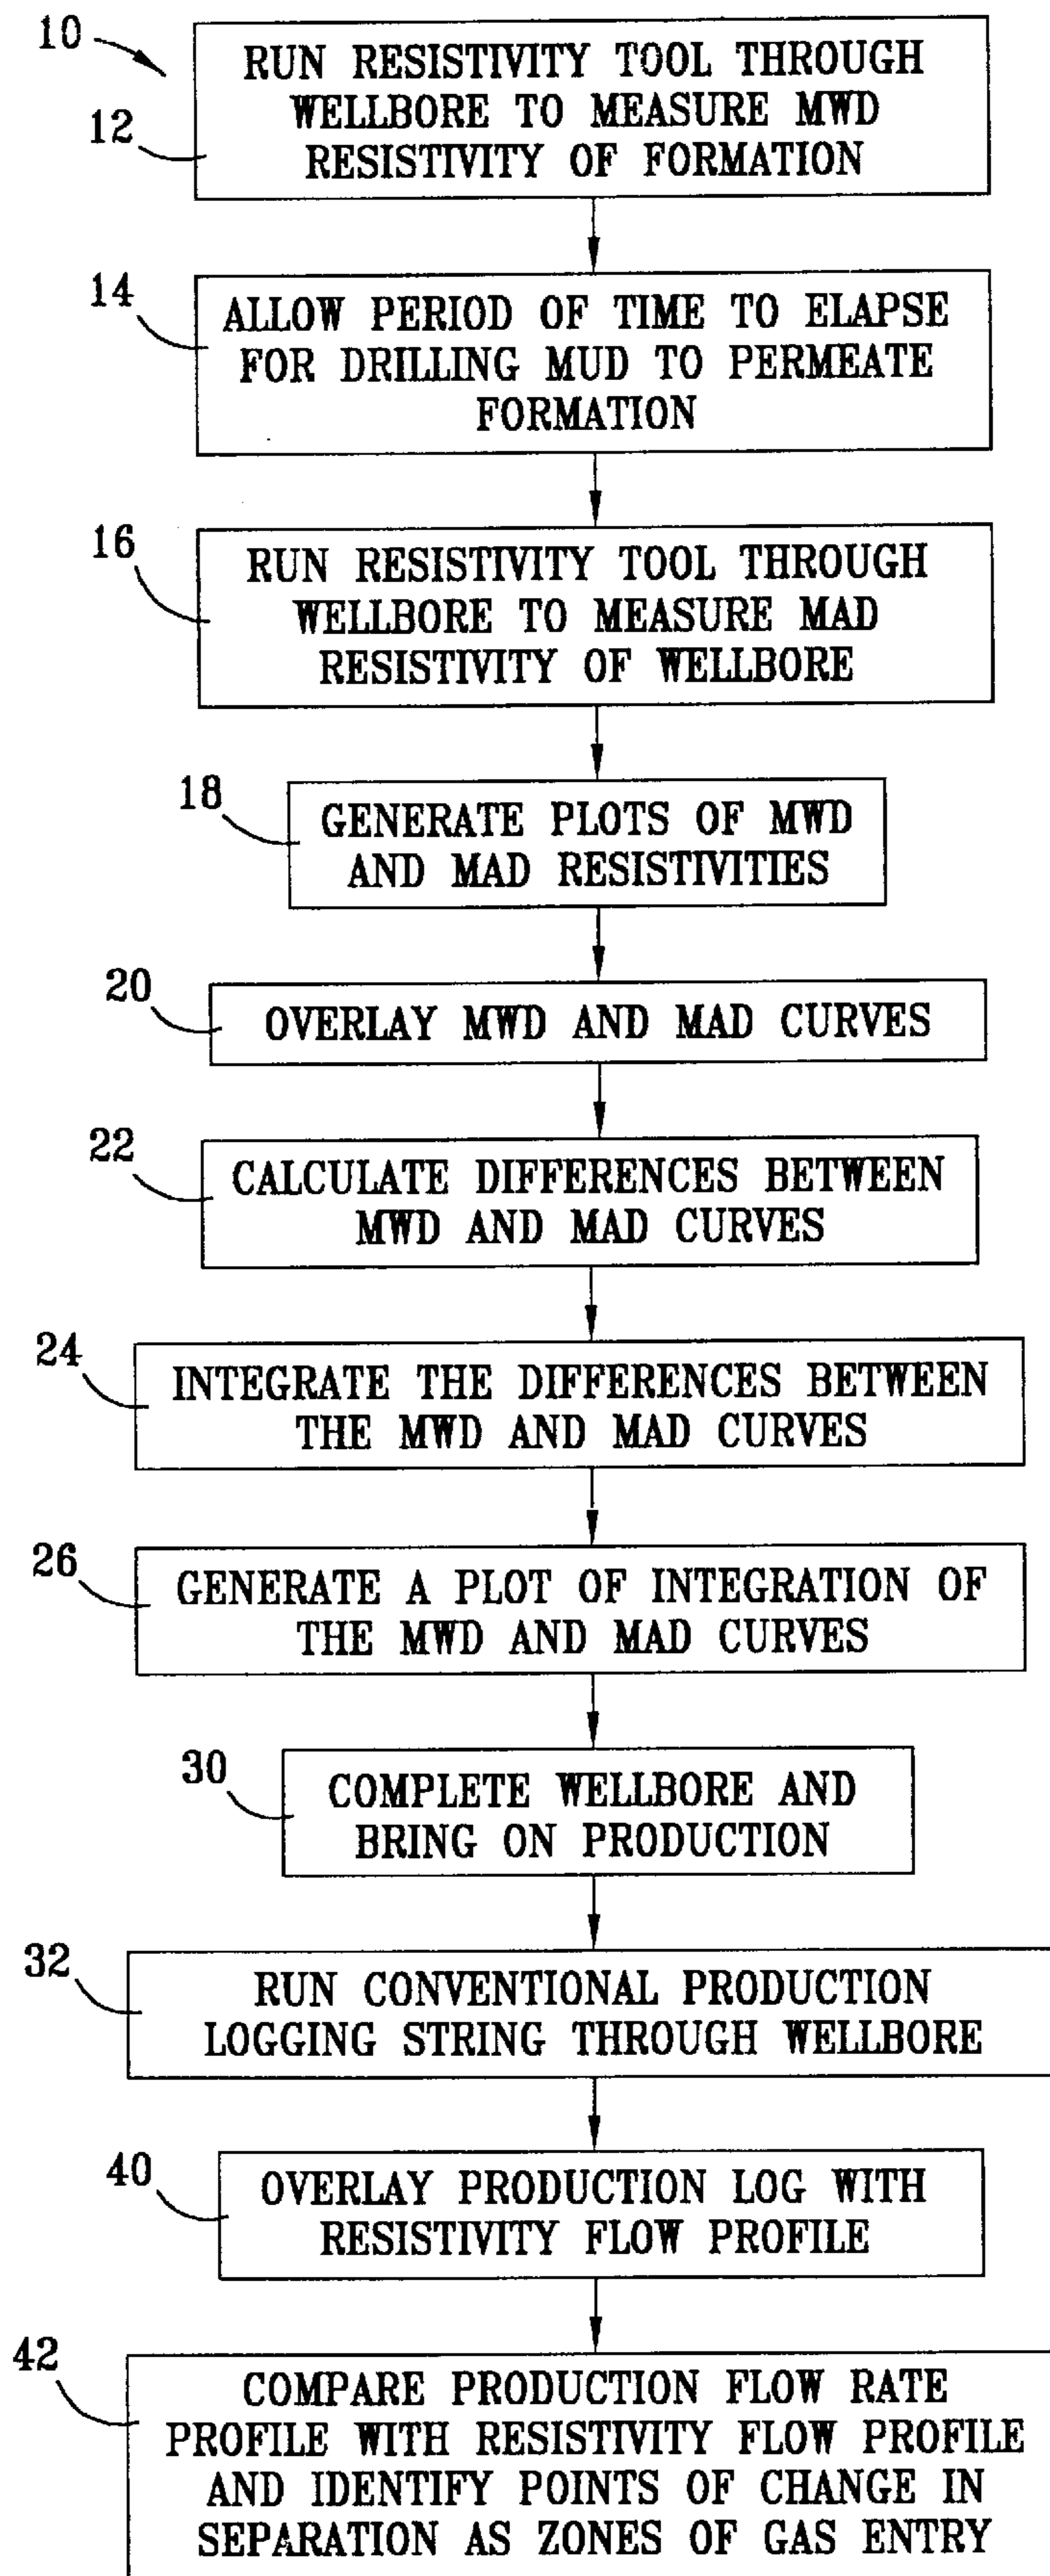 10
12
RUN RESISTIVITY TOOL THROUGH
WELLBORE TO MEASURE MWD
RESISTIVITY OF FORMATION
14
ALLOW PERIOD OF TIME TO ELAPSE
FOR DRILLING MUD TO PERMEATE
FORMATION
16
RUN RESISTIVITY TOOL THROUGH
WELLBORE TO MEASURE MAD
RESISTIVITY OF WELLBORE
18
GENERATE PLOTS OF MWD
AND MAD RESISTIVITIES
20
OVERLAY MWD AND MAD CURVES
22
CALCULATE DIFFERENCES BETWEEN
MWD AND MAD CURVES
24
INTEGRATE THE DIFFERENCES BETWEEN
THE MWD AND MAD CURVES
26
GENERATE A PLOT OF INTEGRATION OF
THE MWD AND MAD CURVES
30
COMPLETE WELLBORE AND
BRING ON PRODUCTION
32
RUN CONVENTIONAL PRODUCTION
LOGGING STRING THROUGH WELLBORE
40
OVERLAY PRODUCTION LOG WITH
RESISTIVITY FLOW PROFILE
42
COMPARE PRODUCTION FLOW RATE
PROFILE WITH RESISTIVITY FLOW PROFILE
AND IDENTIFY POINTS OF CHANGE IN
SEPARATION AS ZONES OF GAS ENTRY